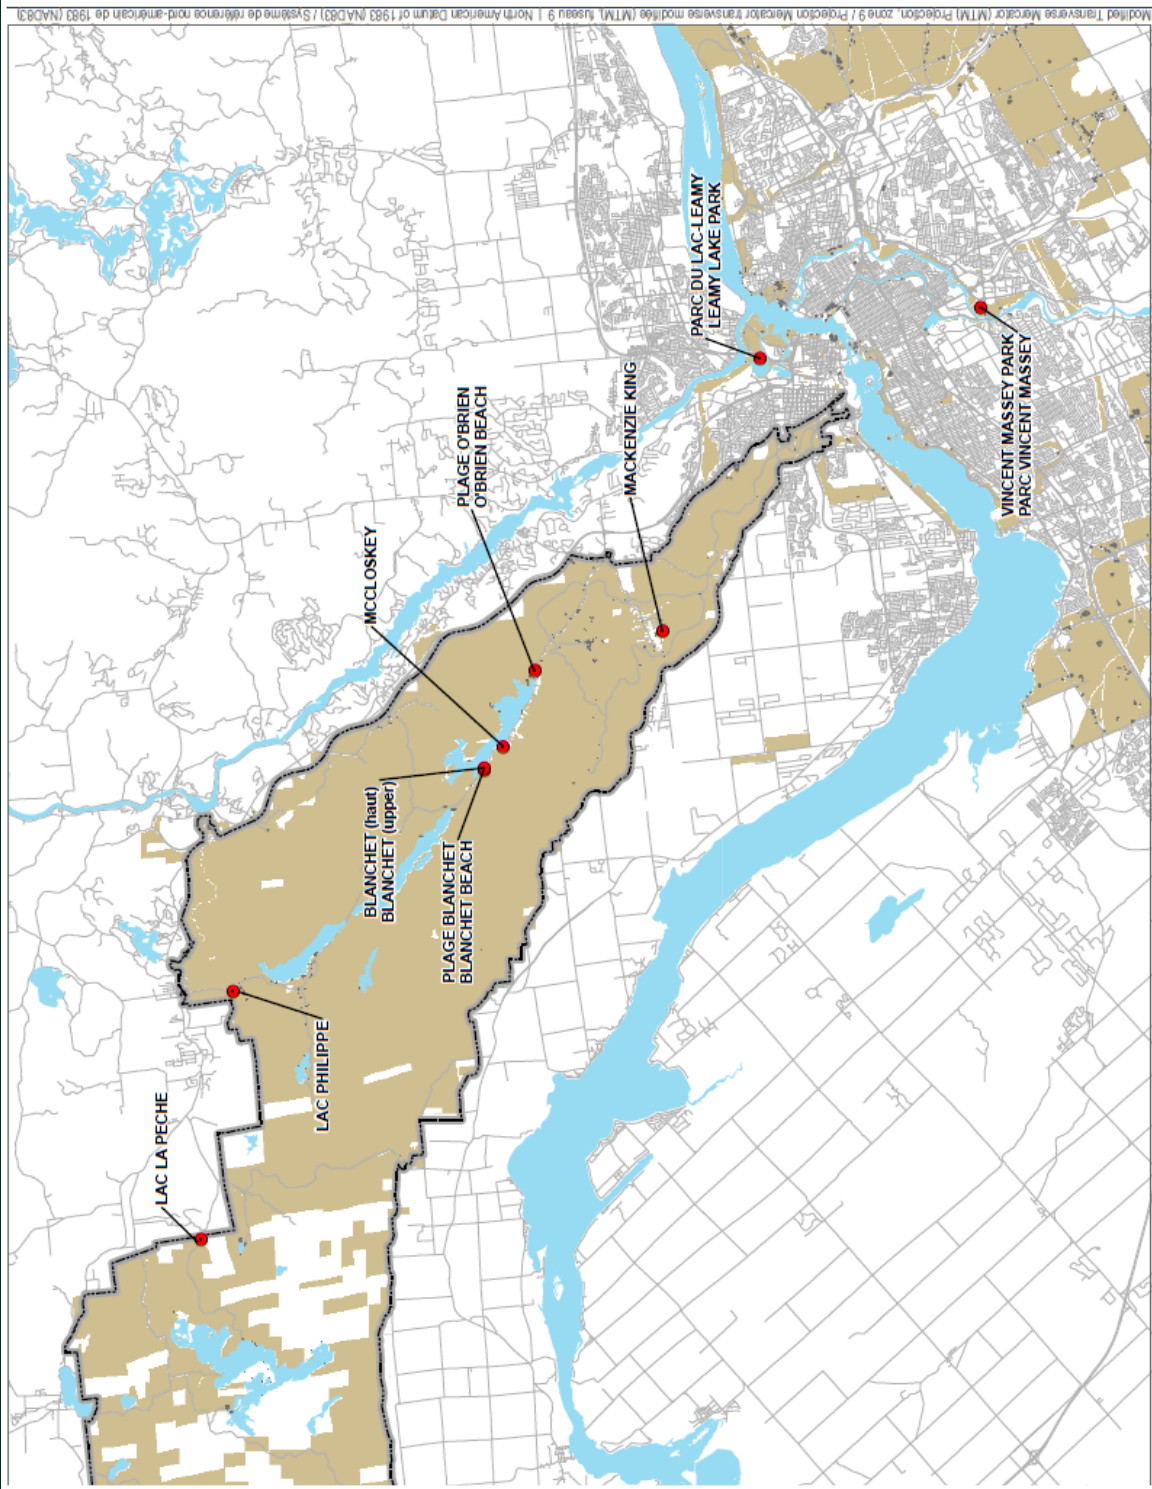 Modified Transverse Mercator (MTM) Projection, zone 9 / Projection Mercator transverse modifiée (MTM), fuseau 9 | North American Datum of 1983 (NAD83) / Système de référence nord-américain de 1983 (NAD83)
LAC LA PECHE
LAC PHILIPPE
BLANCHET (haut)
BLANCHET (upper)
PLAGE BLANCHET
BLANCHET BEACH
MCCLOSKEY
PLAGE O'BRIEN
O'BRIEN BEACH
MACKENZIE KING
PARC DU LAC-LEAMY
LEAMY LAKE PARK
VINCENT MASSEY PARK
PARC VINCENT MASSEY